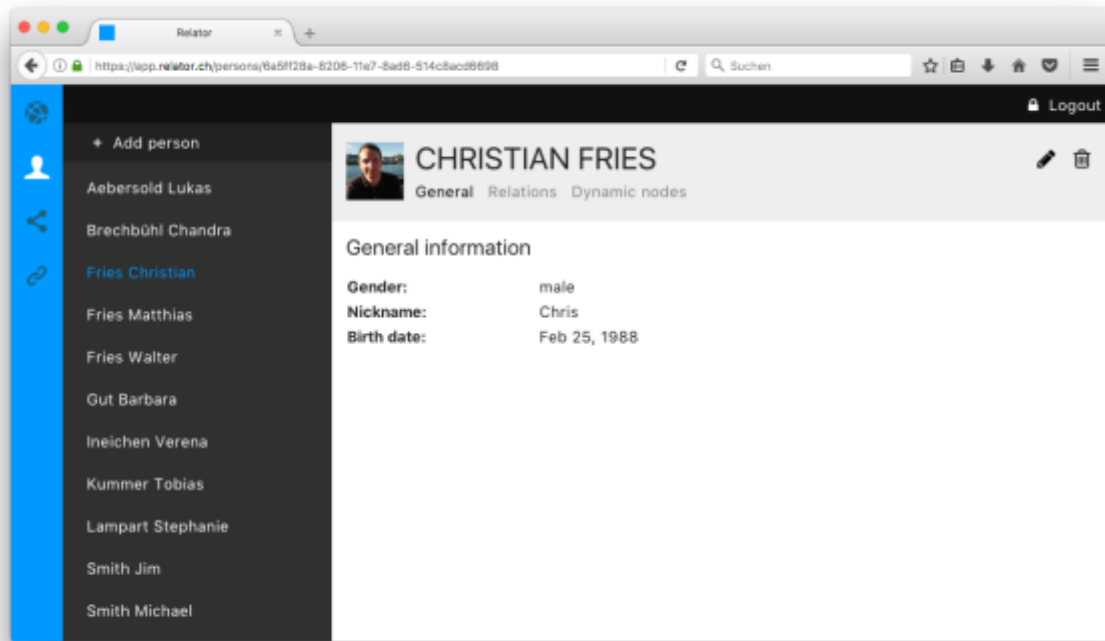 Relator
https://app.relator.ch/persons/6a5ff28a-8206-11e7-8ad6-514c8acd6698
Suchen
Logout
+ Add person
Aebersold Lukas
Brechbühl Chandra
Fries Christian
Fries Matthias
Fries Walter
Gut Barbara
Ineichen Verena
Kummer Tobias
Lampart Stephanie
Smith Jim
Smith Michael
CHRISTIAN FRIES
General Relations Dynamic nodes
General information
Gender: male
Nickname: Chris
Birth date: Feb 25, 1988